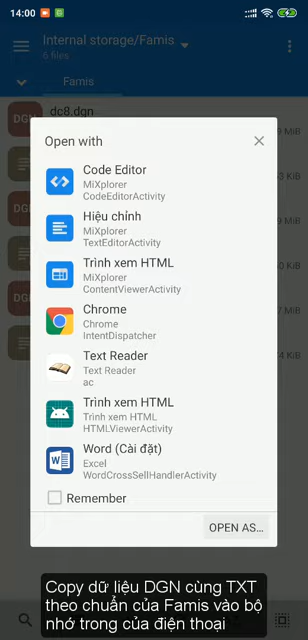 14:00
Internal storage/Famis
6 files
Famis
dc8.dgn
DGN
Open with
Code Editor
MiXplorer
CodeEditorActivity
Hiệu chỉnh
MiXplorer
TextEditorActivity
Trình xem HTML
MiXplorer
ContentViewerActivity
Chrome
Chrome
IntentDispatcher
Text Reader
Text Reader
ac
Trình xem HTML
Trình xem HTML
HTMLViewerActivity
Word (Cài đặt)
Excel
WordCrossSellHandlerActivity
Remember
OPEN AS...
Copy dữ liệu DGN cùng TXT
theo chuẩn của Famis vào bộ
nhớ trong của điện thoại